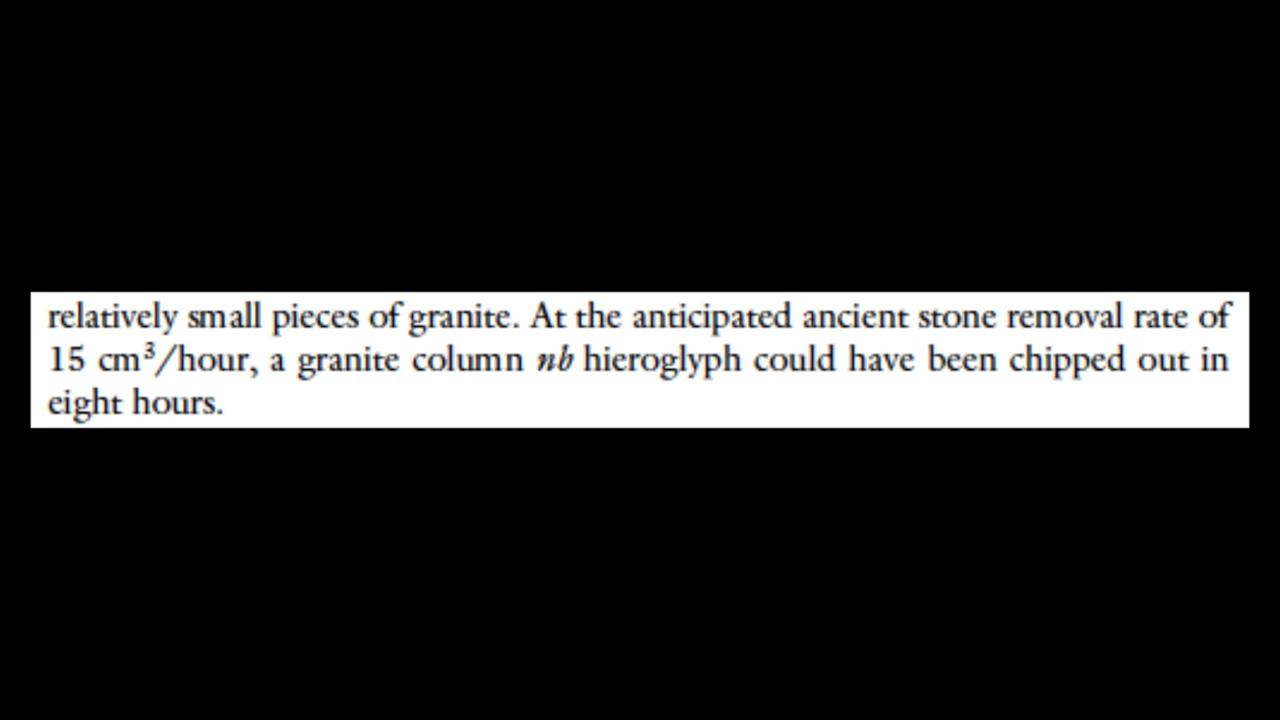 relatively small pieces of granite. At the anticipated ancient stone removal rate of
15 cm³/hour, a granite column nb hieroglyph could have been chipped out in
eight hours.